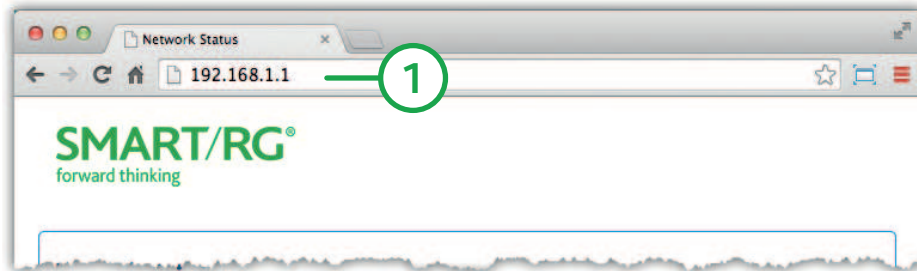 Network Status
192.168.1.1
1
SMART/RG®
forward thinking